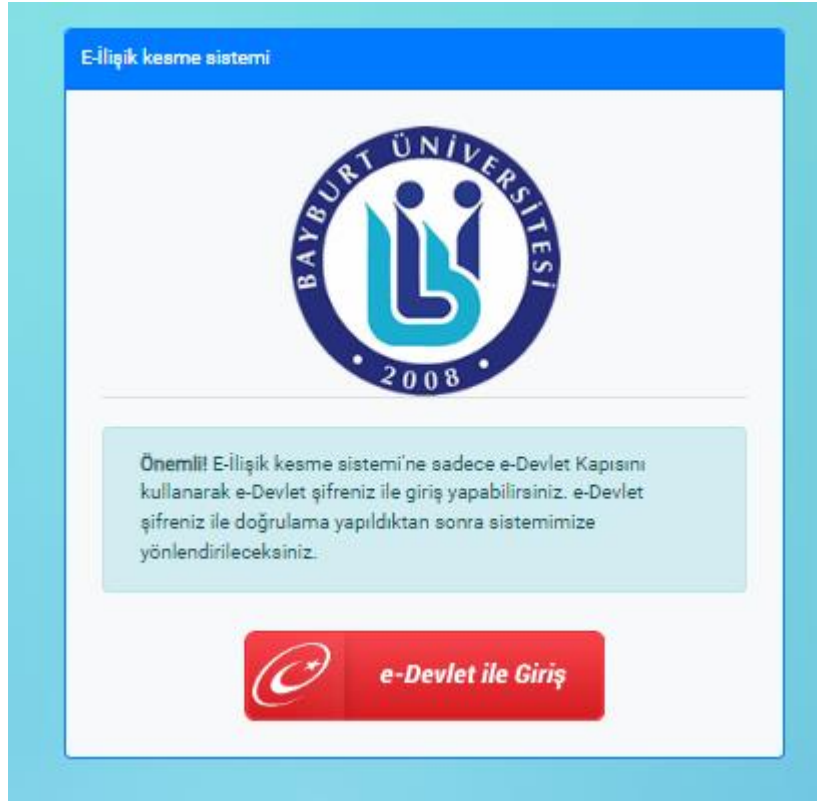 E-İlişik kesme sistemi
BAYBURT ÜNİVERSİTESİ
2008
Önemli! E-İlişik kesme sistemi'ne sadece e-Devlet Kapısını
kullanarak e-Devlet şifreniz ile giriş yapabilirsiniz. e-Devlet
şifreniz ile doğrulama yapıldıktan sonra sistemimize
yönlendirileceksiniz.
e-Devlet ile Giriş